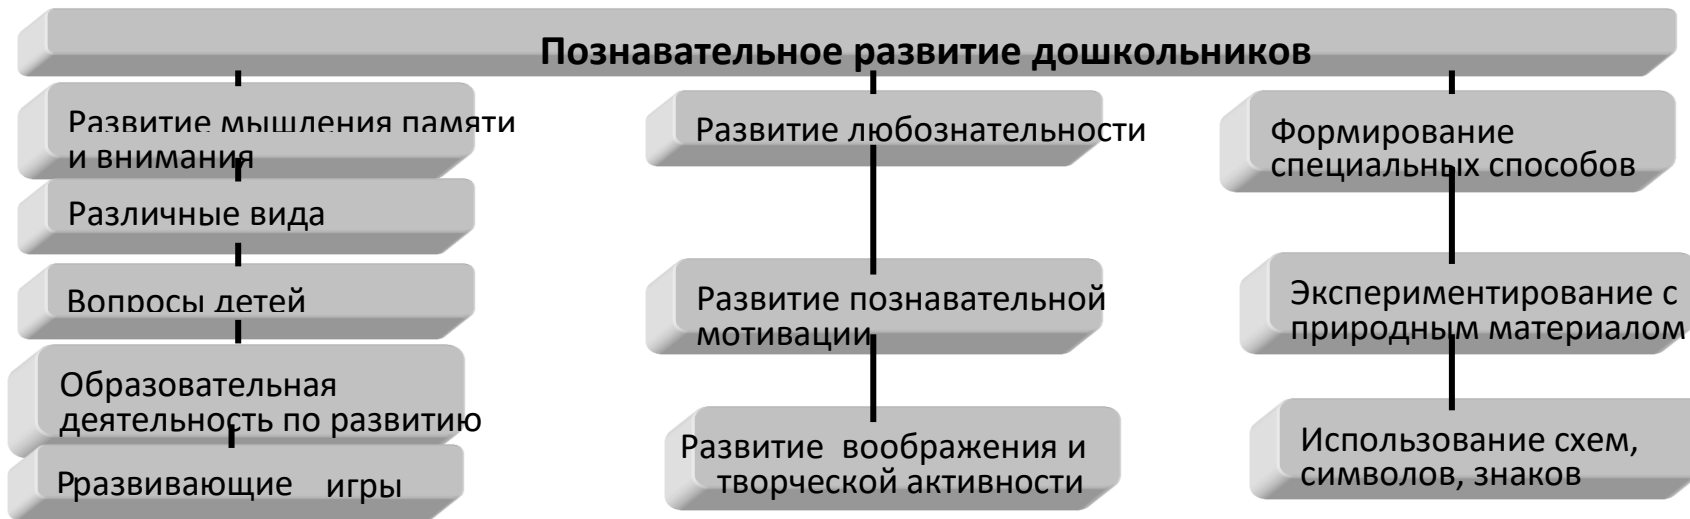 Познавательное развитие дошкольников
Развитие мышления памяти
и внимания
Различные вида
Вопросы детей
Образовательная
деятельность по развитию
Рразвивающие игры
Развитие любознательности
Развитие познавательной
мотивации
Развитие воображения и
творческой активности
Формирование
специальных способов
Экспериментирование с
природным материалом
Использование схем,
символов, знаков